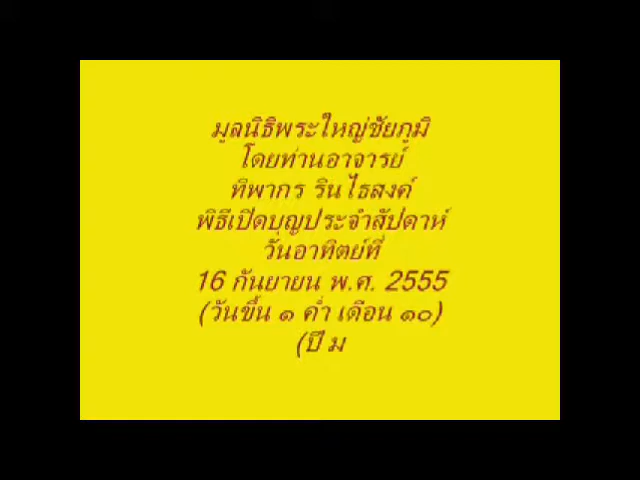 มูลนิธิพระใหญ่ชัยภูมิ
โดยท่านอาจารย์
ทิพากร รินไธสงค์
พิธีเปิดบุญประจำสัปดาห์
วันอาทิตย์ที่
16 กันยายน พ.ศ. 2555
(วันขึ้น ๑ ค่ำ เดือน ๑๐)
(ปี ม